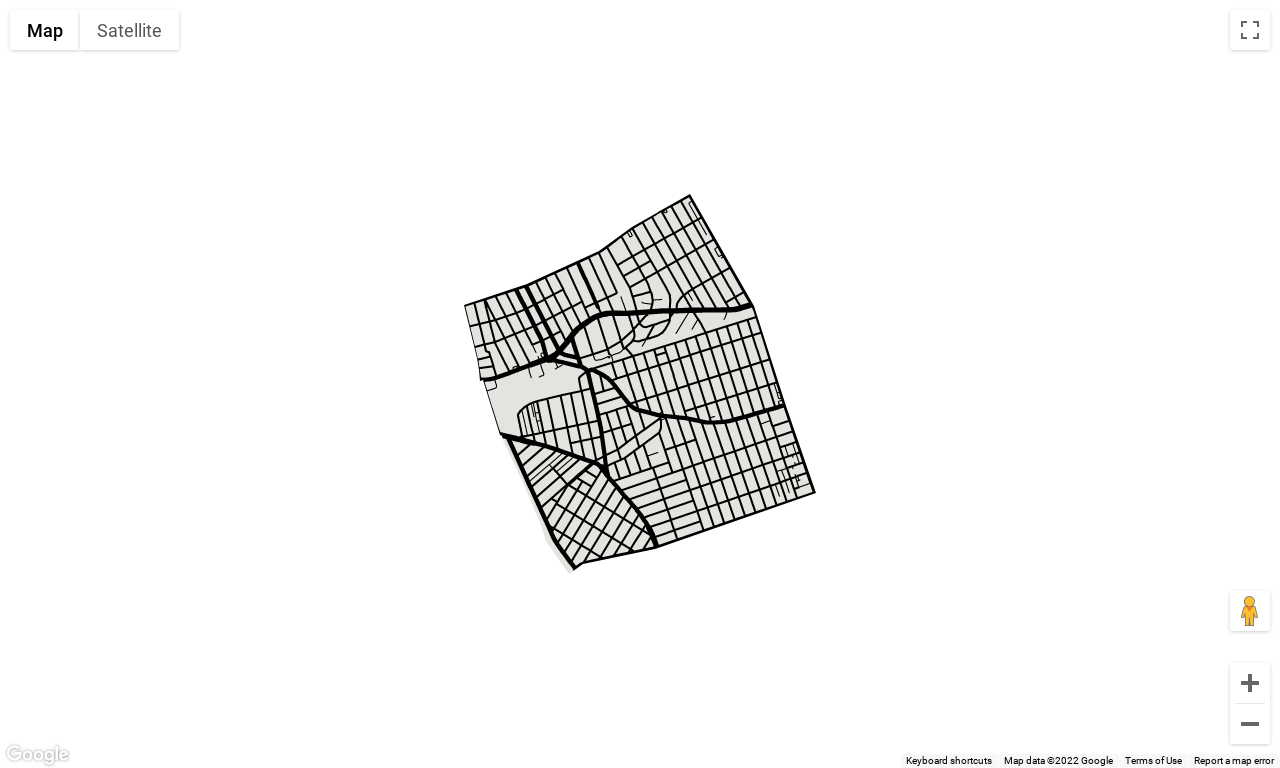 Map
Satellite
Google
Keyboard shortcuts
Map data ©2022 Google
Terms of Use
Report a map error